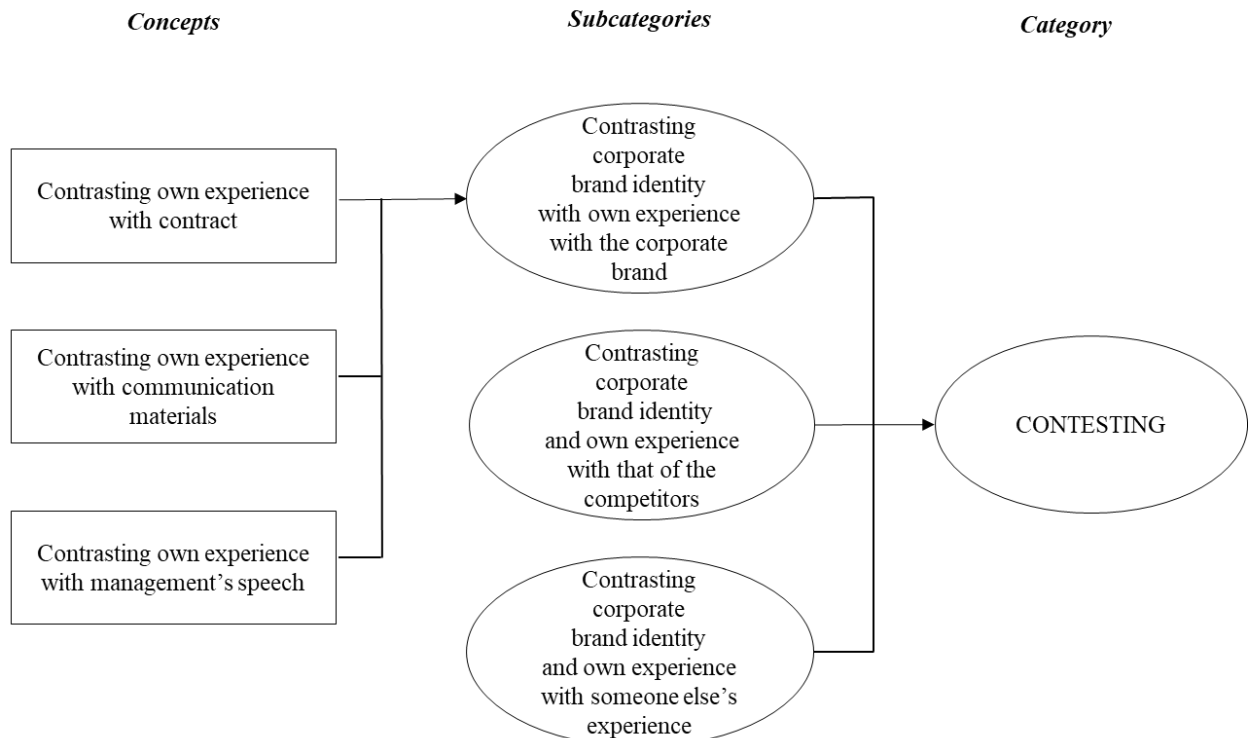 Concepts
Subcategories
Category
Contrasting own experience
with contract
Contrasting own experience
with communication
materials
Contrasting own experience
with management’s speech
Contrasting
corporate
brand identity
with own experience
with the corporate
brand
Contrasting
corporate
brand identity
and own experience
with that of the
competitors
Contrasting
corporate
brand identity
and own experience
with someone else’s
experience
CONTESTING